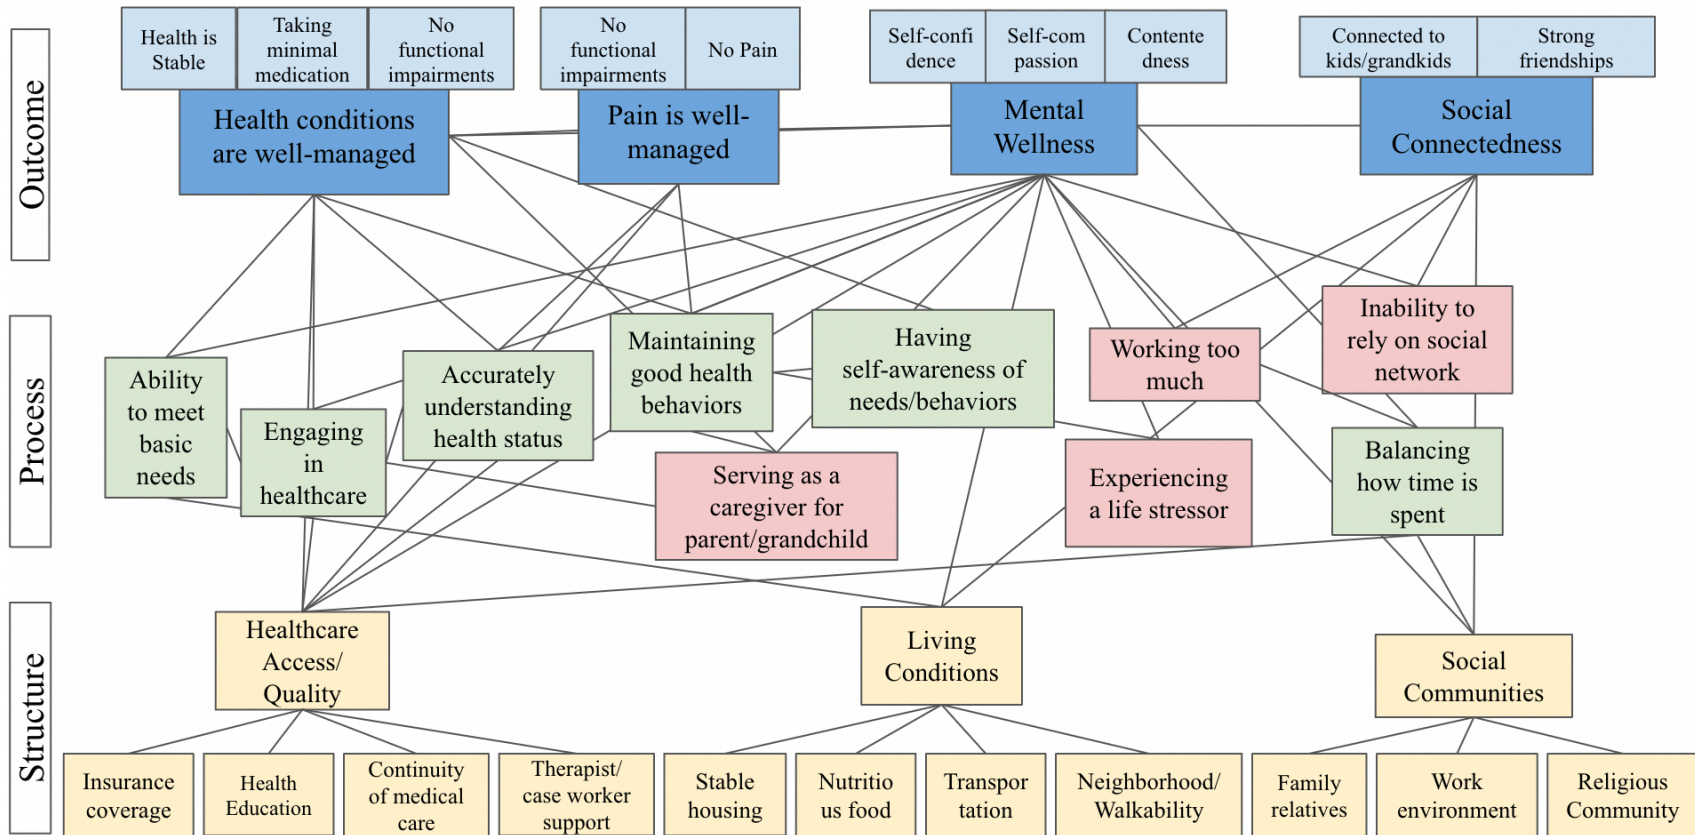 Outcome
Health is
Stable
Taking
minimal
medication
No
functional
impairments
No
functional
impairments
No Pain
Self-confi
dence
Self-com
passion
Contente
dness
Connected to
kids/grandkids
Strong
friendships
Health conditions
are well-managed
Pain is well-
managed
Mental
Wellness
Social
Connectedness
Process
Ability
to meet
basic
needs
Engaging
in
healthcare
Accurately
understanding
health status
Maintaining
good health
behaviors
Having
self-awareness of
needs/behaviors
Working too
much
Inability to
rely on social
network
Serving as a
caregiver for
parent/grandchild
Experiencing
a life stressor
Balancing
how time is
spent
Structure
Healthcare
Access/
Quality
Living
Conditions
Social
Communities
Insurance
coverage
Health
Education
Continuity
of medical
care
Therapist/
case worker
support
Stable
housing
Nutritio
us food
Transpor
tation
Neighborhood/
Walkability
Family
relatives
Work
environment
Religious
Community